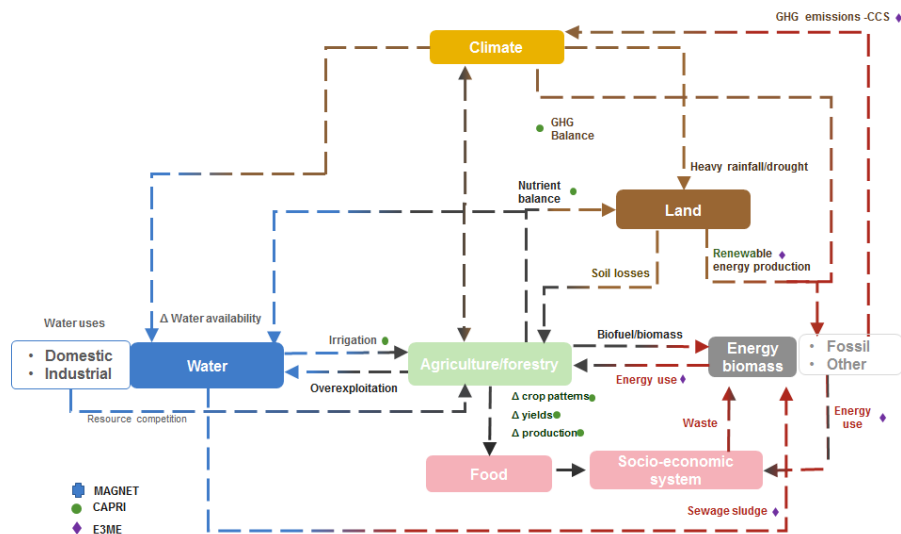 GHG emissions -CCS
Climate
GHG
Balance
Heavy rainfall/drought
Nutrient
balance
Land
Renewable
energy production
Soil losses
Water uses
Δ Water availability
• Domestic
• Industrial
Water
Irrigation
Overexploitation
Agriculture/forestry
Biofuel/biomass
Energy use
Energy
biomass
• Fossil
• Other
Resource competition
Δ crop patterns
Δ yields
Δ production
Waste
Energy
use
Food
Socio-economic
system
MAGNET
CAPRI
E3ME
Sewage sludge